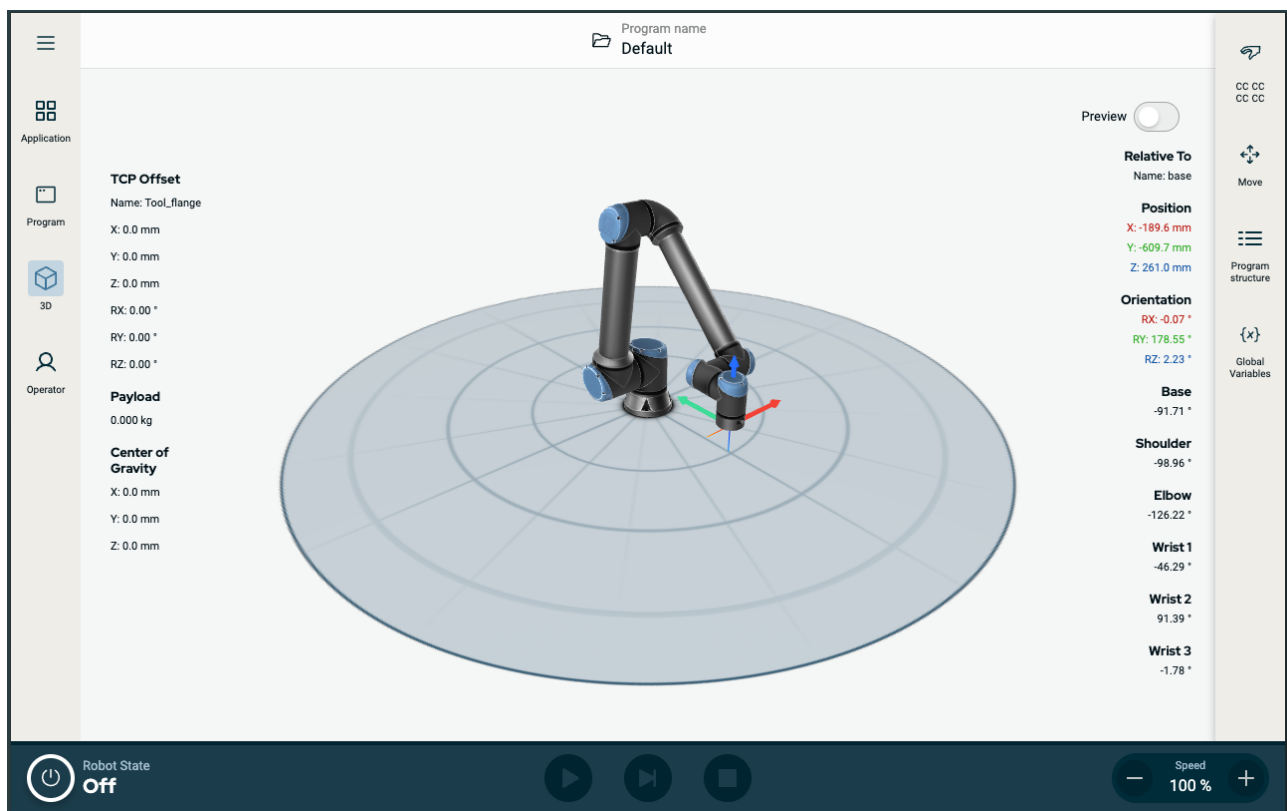 Program name
Default
Application
Program
3D
Operator
TCP Offset
Name: Tool_flange
X: 0.0 mm
Y: 0.0 mm
Z: 0.0 mm
RX: 0.00 °
RY: 0.00 °
RZ: 0.00 °
Payload
0.000 kg
Center of
Gravity
X: 0.0 mm
Y: 0.0 mm
Z: 0.0 mm
Preview
Relative To
Name: base
Position
X: -189.6 mm
Y: -609.7 mm
Z: 261.0 mm
Orientation
RX: -0.07 °
RY: 178.55 °
RZ: 2.23 °
Base
-91.71 °
Shoulder
-98.96 °
Elbow
-126.22 °
Wrist 1
-46.29 °
Wrist 2
91.39 °
Wrist 3
-1.78 °
CC CC
CC CC
Move
Program
structure
{x}
Global
Variables
Robot State
Off
Speed
100 %